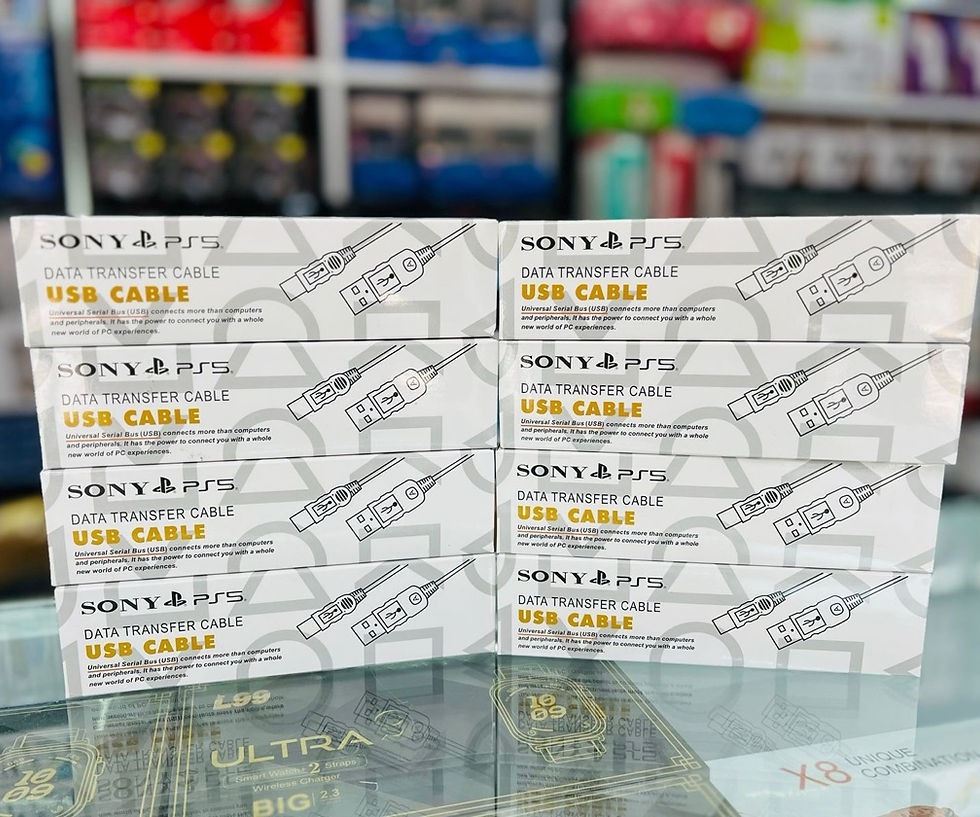 SONY PS5
DATA TRANSFER CABLE
USB CABLE
Universal Serial Bus (USB) connects more than computers
and peripherals. It has the power to connect you with a whole
new world of PC experiences.
SONY PS5
DATA TRANSFER CABLE
USB CABLE
Universal Serial Bus (USB) connects more than computers
and peripherals. It has the power to connect you with a whole
new world of PC experiences.
SONY PS5
DATA TRANSFER CABLE
USB CABLE
Universal Serial Bus (USB) connects more than computers
and peripherals. It has the power to connect you with a whole
new world of PC experiences.
SONY PS5
DATA TRANSFER CABLE
USB CABLE
Universal Serial Bus (USB) connects more than computers
and peripherals. It has the power to connect you with a whole
new world of PC experiences.
SONY PS5
DATA TRANSFER CABLE
USB CABLE
Universal Serial Bus (USB) connects more than computers
and peripherals. It has the power to connect you with a whole
new world of PC experiences.
SONY PS5
DATA TRANSFER CABLE
USB CABLE
Universal Serial Bus (USB) connects more than computers
and peripherals. It has the power to connect you with a whole
new world of PC experiences.
SONY PS5
DATA TRANSFER CABLE
USB CABLE
Universal Serial Bus (USB) connects more than computers
and peripherals. It has the power to connect you with a whole
new world of PC experiences.
SONY PS5
DATA TRANSFER CABLE
USB CABLE
Universal Serial Bus (USB) connects more than computers
and peripherals. It has the power to connect you with a whole
new world of PC experiences.
L99
ULTRA
Smart Watch 2 Straps
Wireless Charger
BIG 2.3
10
09
10
09
X8 UNIQUE
COMBINATION